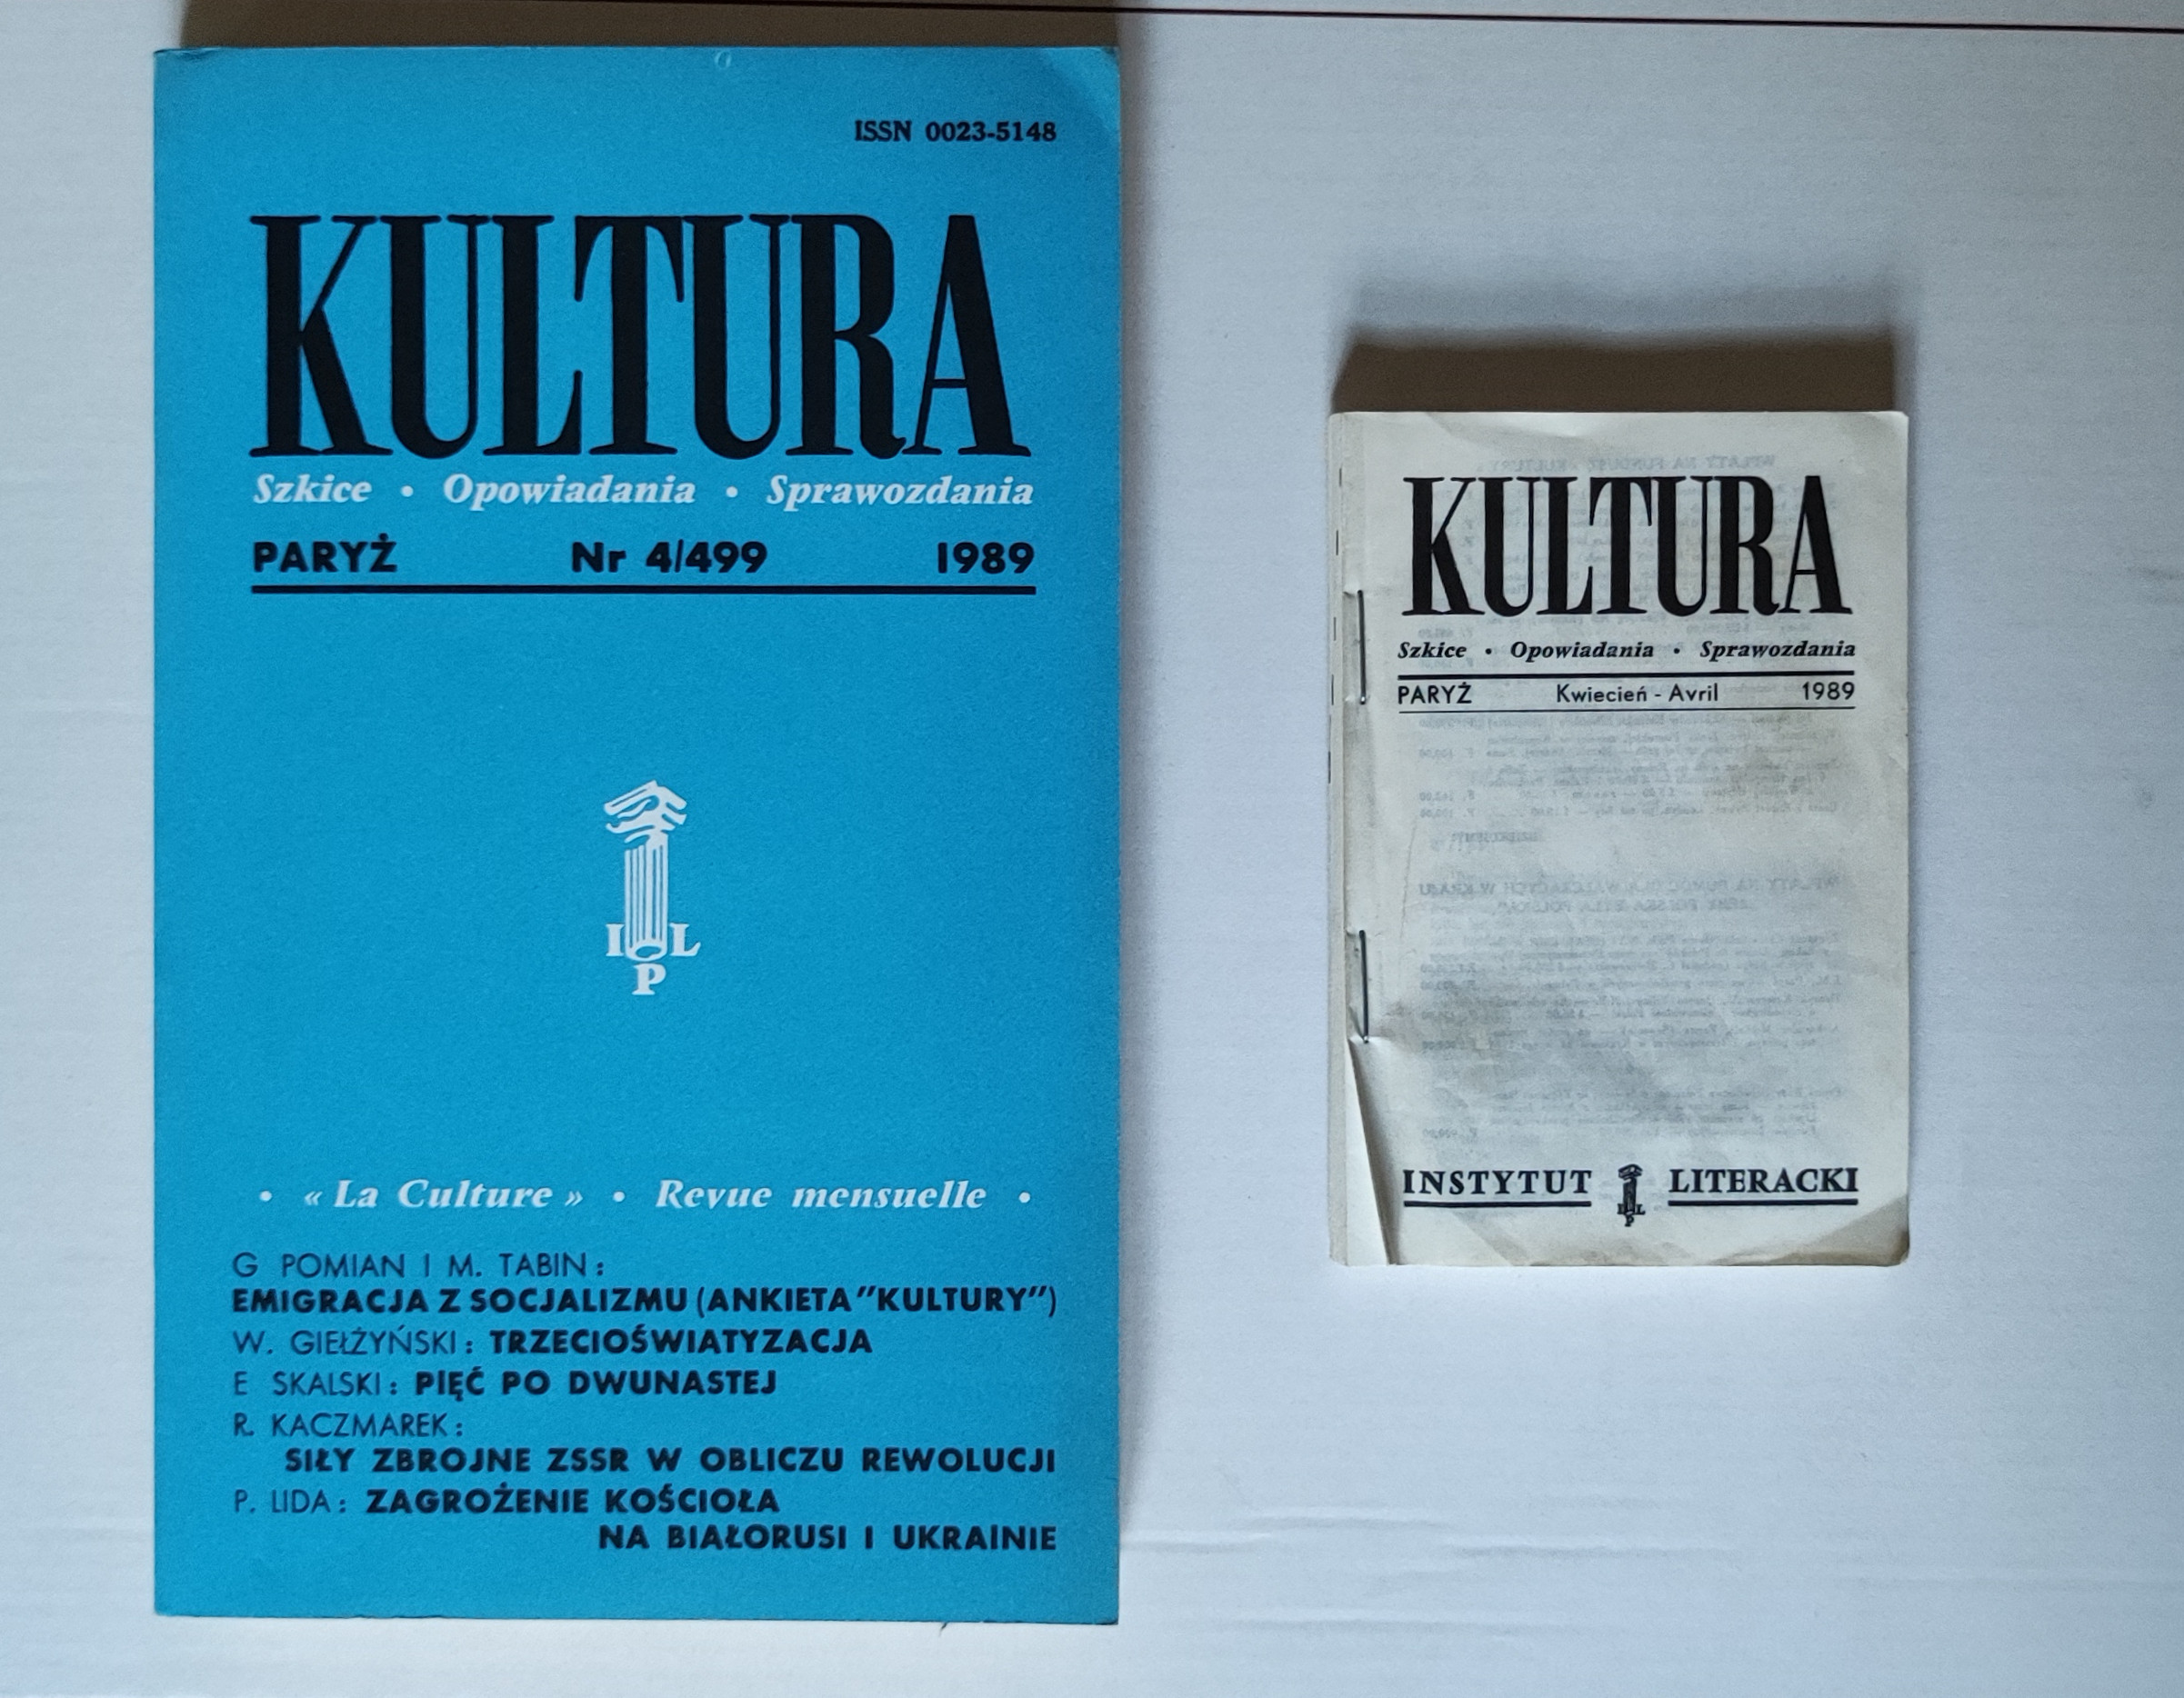 ISSN 0023-5148
KULTURA
Szkice • Opowiadania • Sprawozdania
PARYŻ Nr 4/499 1989
I L
P
• « La Culture » • Revue mensuelle •
G POMIAN I M. TABIN :
EMIGRACJA Z SOCJALIZMU (ANKIETA "KULTURY")
W. GIEŁŻYŃSKI : TRZECIOŚWIATYZACJA
E SKALSKI : PIĘĆ PO DWUNASTEJ
R. KACZMAREK :
SIŁY ZBROJNE ZSSR W OBLICZU REWOLUCJI
P. LIDA : ZAGROŻENIE KOŚCIOŁA
NA BIAŁORUSI I UKRAINIE
KULTURA
Szkice • Opowiadania • Sprawozdania
PARYŻ Kwiecień - Avril 1989
INSTYTUT LITERACKI
I L
P